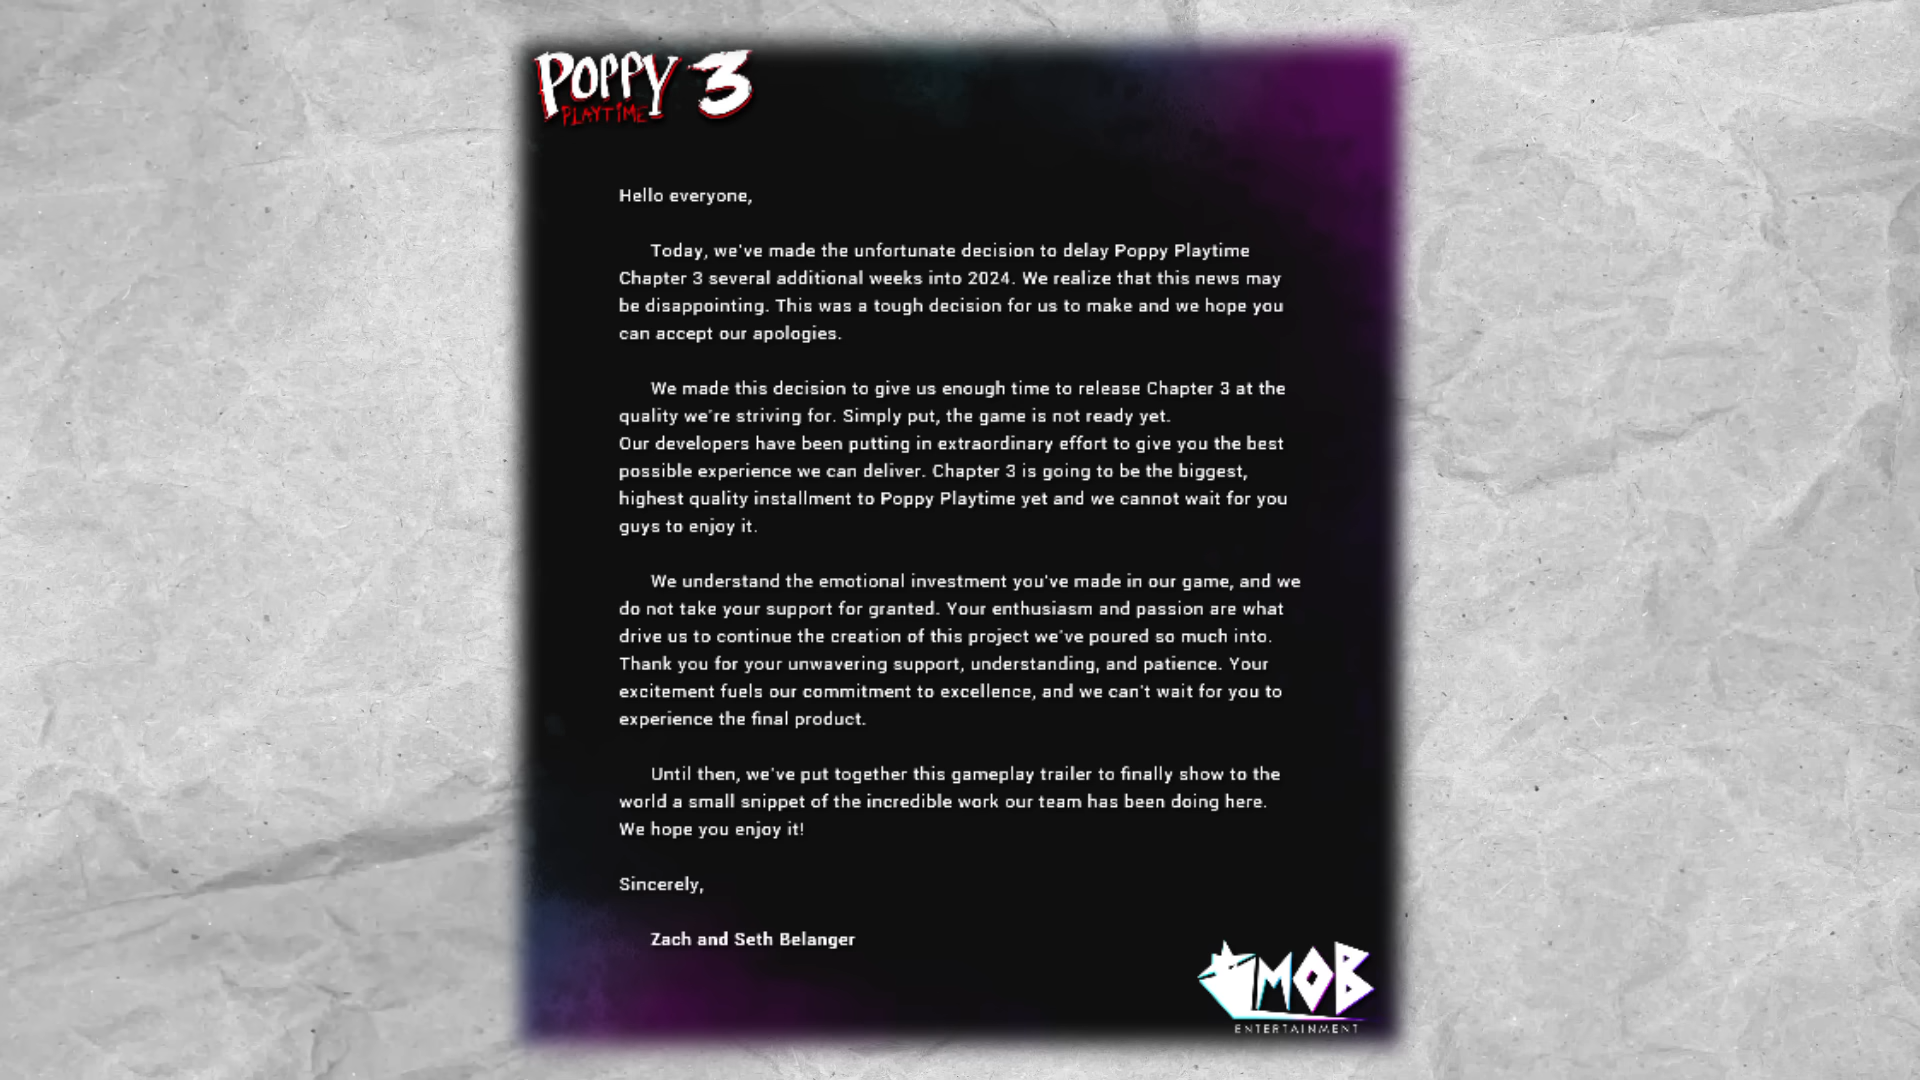 POPPY 3
PLAYTIME
Hello everyone,
Today, we've made the unfortunate decision to delay Poppy Playtime
Chapter 3 several additional weeks into 2024. We realize that this news may
be disappointing. This was a tough decision for us to make and we hope you
can accept our apologies.
We made this decision to give us enough time to release Chapter 3 at the
quality we're striving for. Simply put, the game is not ready yet.
Our developers have been putting in extraordinary effort to give you the best
possible experience we can deliver. Chapter 3 is going to be the biggest,
highest quality installment to Poppy Playtime yet and we cannot wait for you
guys to enjoy it.
We understand the emotional investment you've made in our game, and we
do not take your support for granted. Your enthusiasm and passion are what
drive us to continue the creation of this project we've poured so much into.
Thank you for your unwavering support, understanding, and patience. Your
excitement fuels our commitment to excellence, and we can't wait for you to
experience the final product.
Until then, we've put together this gameplay trailer to finally show to the
world a small snippet of the incredible work our team has been doing here.
We hope you enjoy it!
Sincerely,
Zach and Seth Belanger
MOB
ENTERTAINMENT